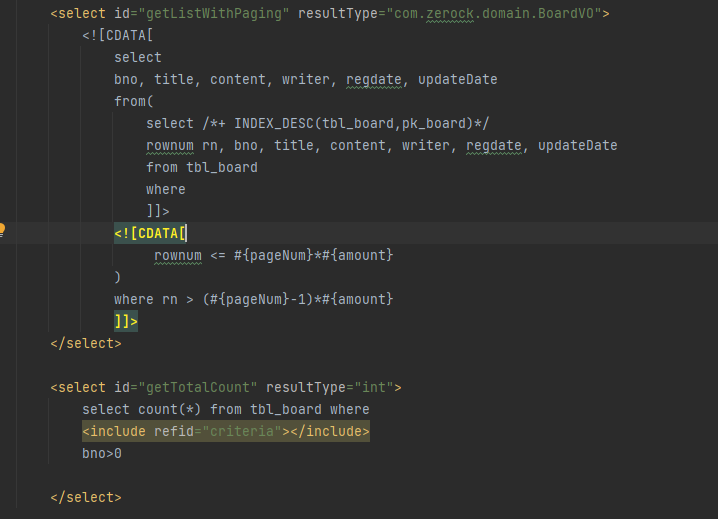 <select id="getListWithPaging" resultType="com.zerock.domain.BoardVO">
<![CDATA[
select
bno, title, content, writer, regdate, updateDate
from(
select /*+ INDEX_DESC(tbl_board,pk_board)*/
rownum rn, bno, title, content, writer, regdate, updateDate
from tbl_board
where
]]>
<![CDATA[
rownum <= #{pageNum}*#{amount}
)
where rn > (#{pageNum}-1)*#{amount}
]]>
</select>
<select id="getTotalCount" resultType="int">
select count(*) from tbl_board where
<include refid="criteria"></include>
bno>0
</select>